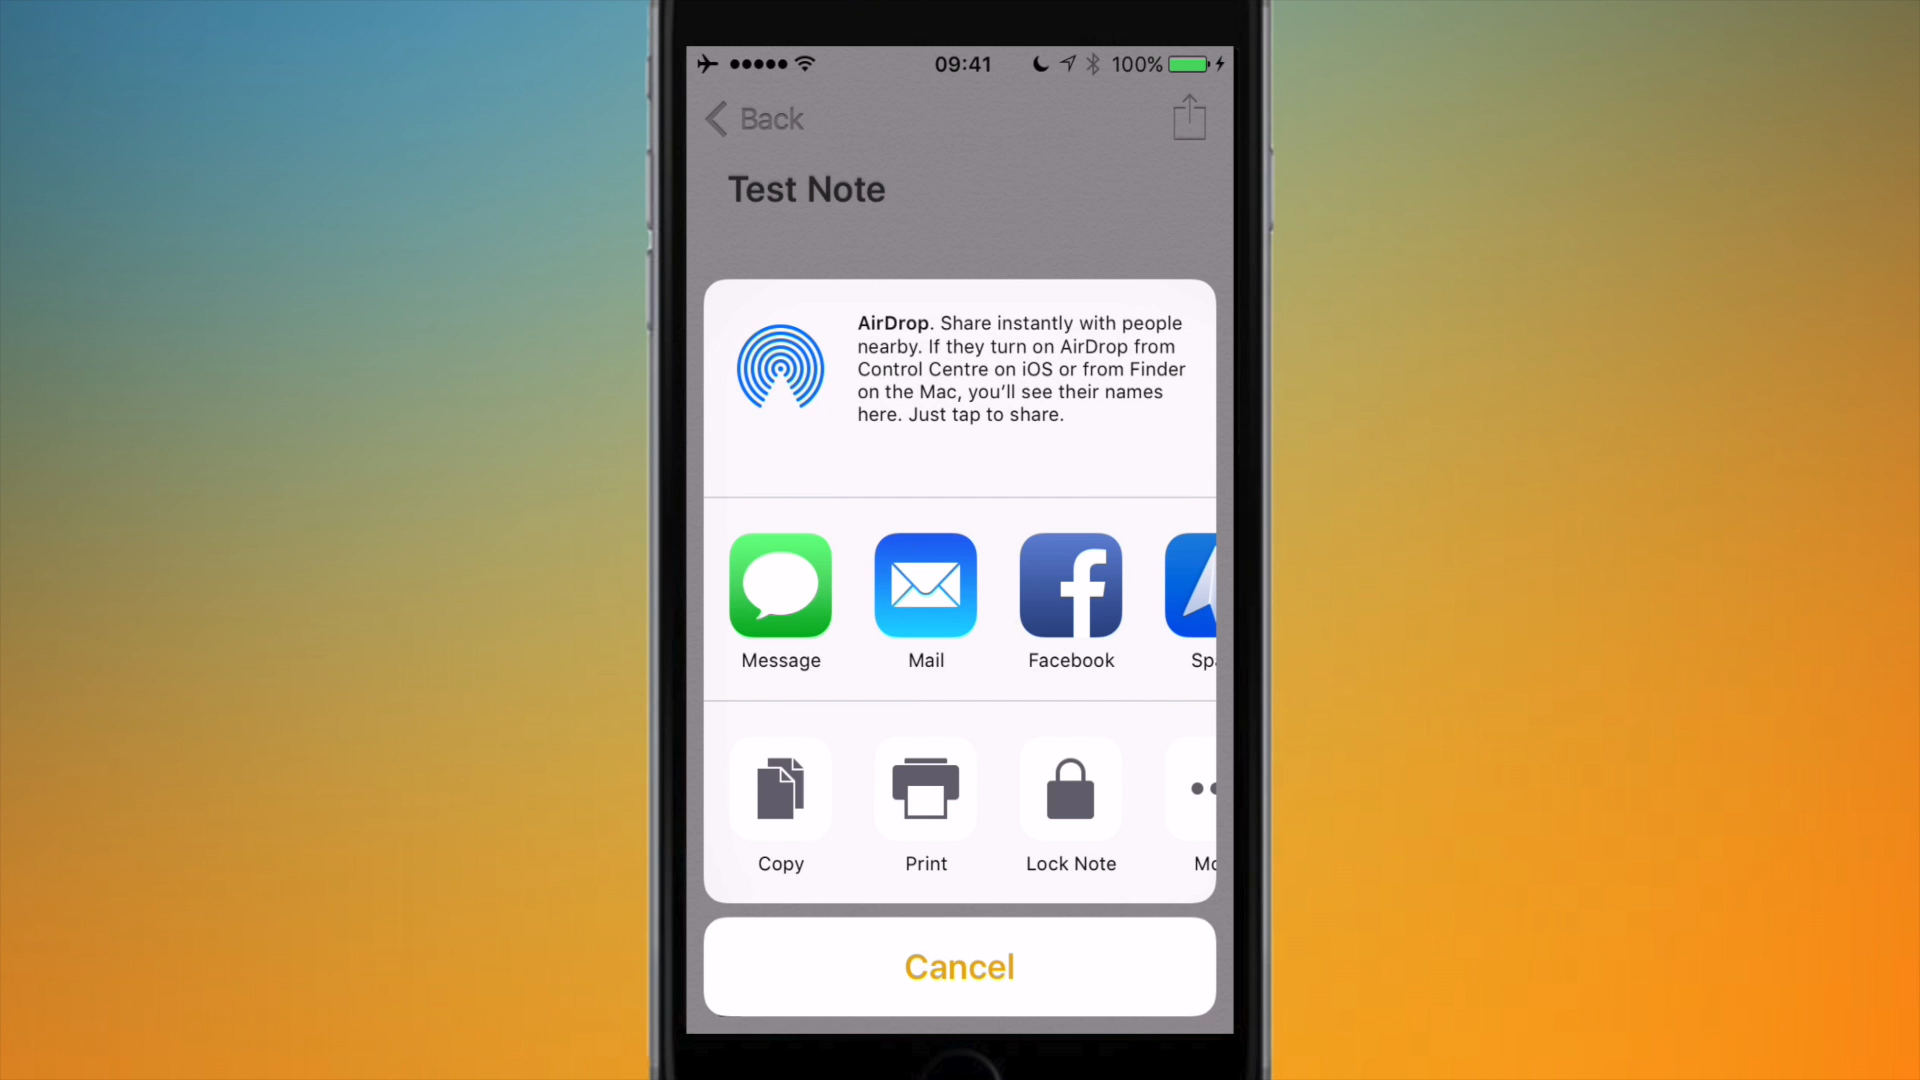 09:41 100%
Back
Test Note
AirDrop. Share instantly with people
nearby. If they turn on AirDrop from
Control Centre on iOS or from Finder
on the Mac, you’ll see their names
here. Just tap to share.
Message Mail Facebook Sp
Copy Print Lock Note Mo
Cancel